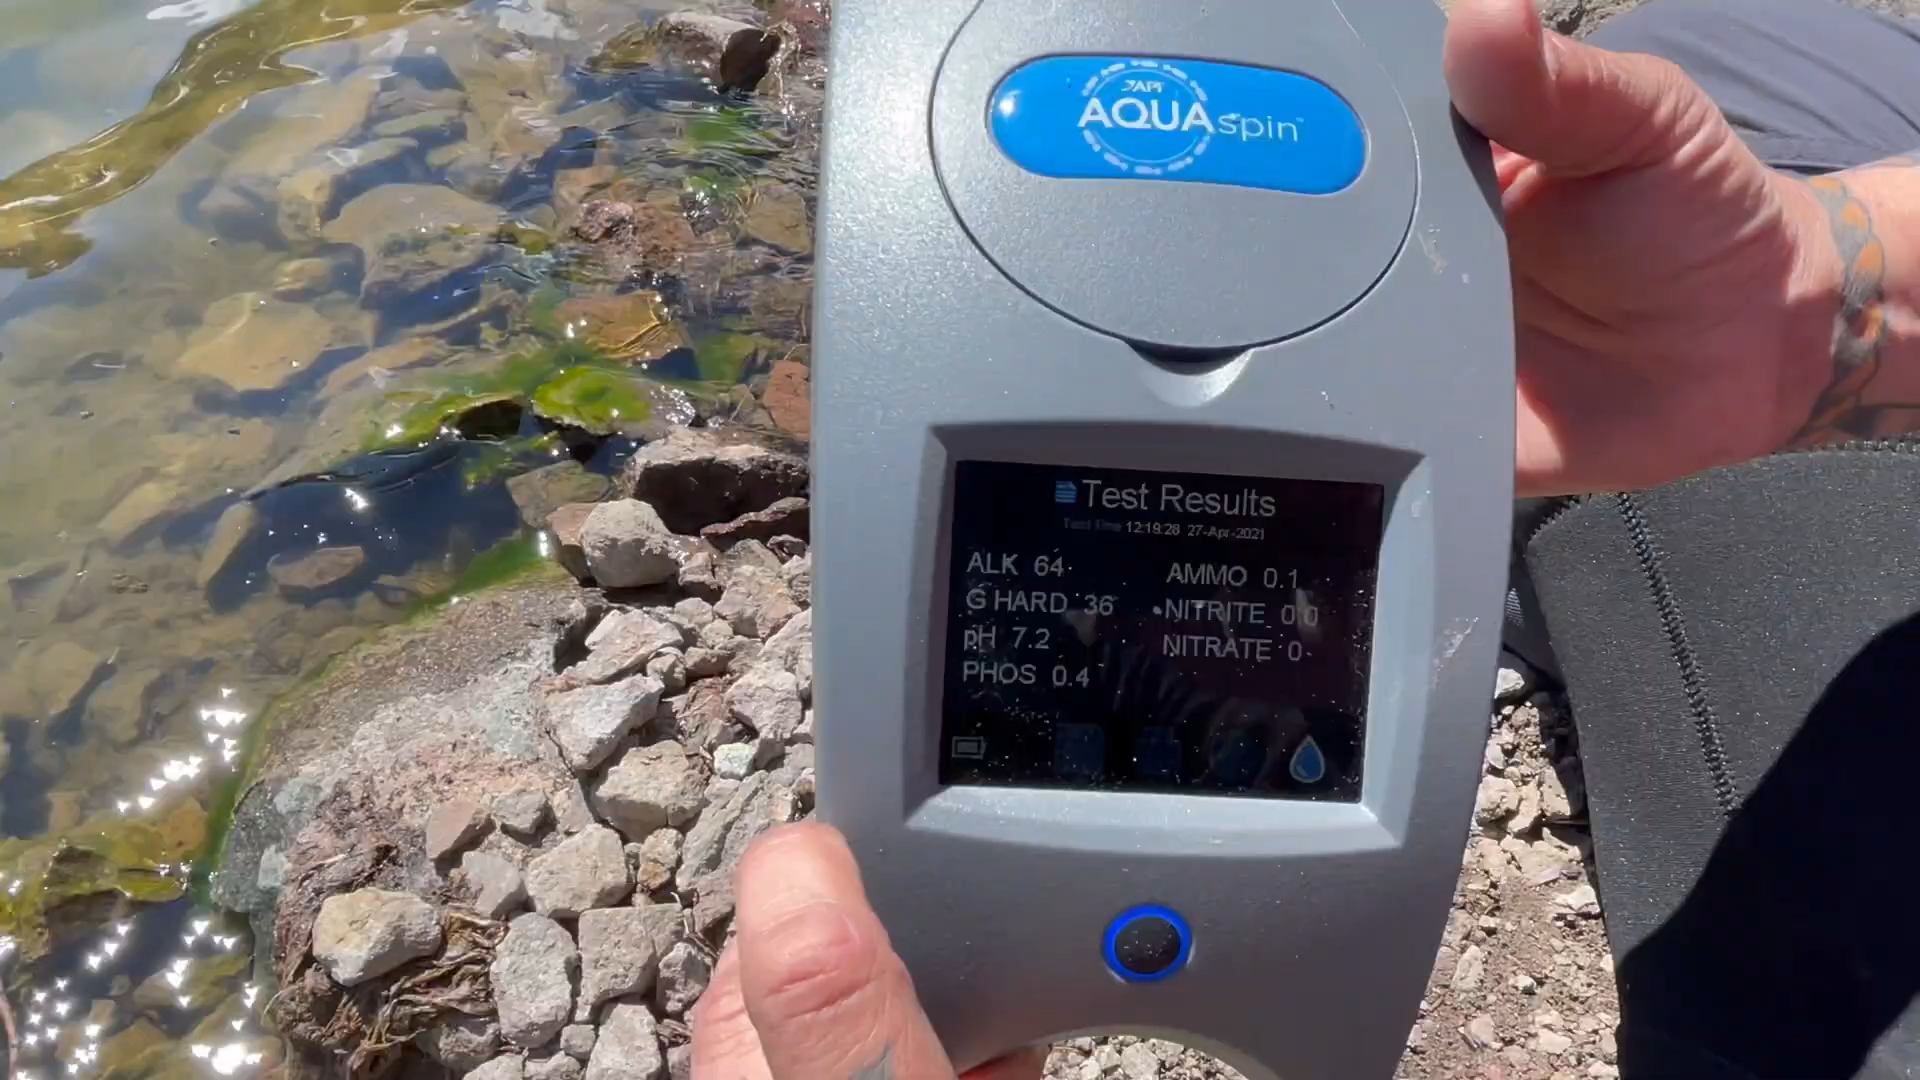 API
AQUAspin™
Test Results
Test Time 12:19:28 27-Apr-2021
ALK 64
G HARD 36
pH 7.2
PHOS 0.4
AMMO 0.1
NITRITE 0.0
NITRATE 0